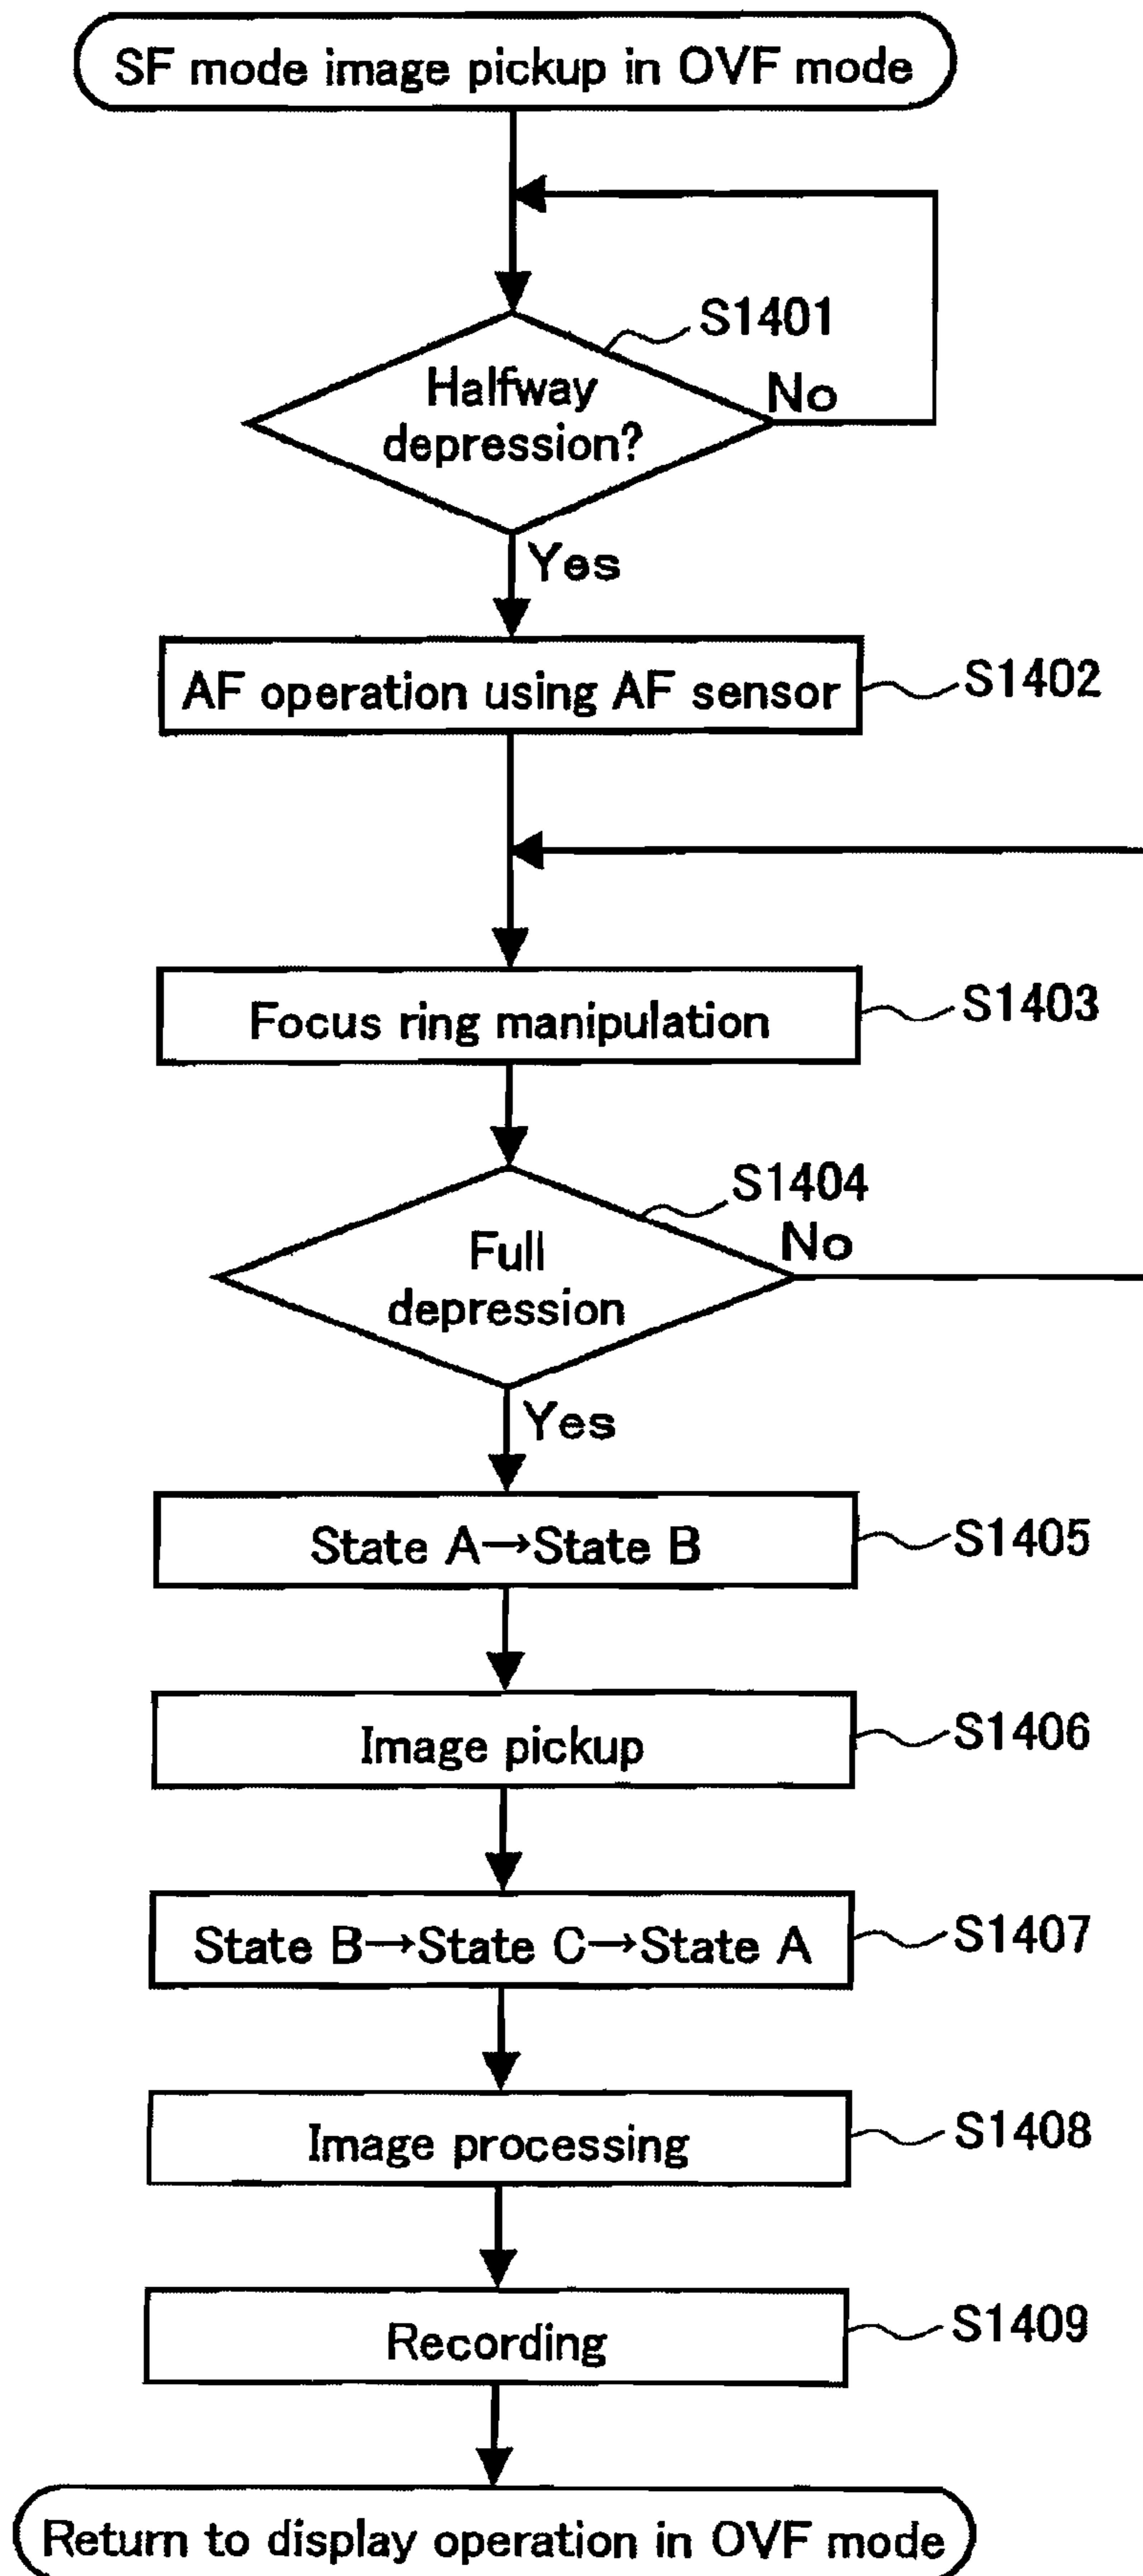 SF mode image pickup in OVF mode
S1401
Halfway
depression?
No
Yes
AF operation using AF sensor
S1402
Focus ring manipulation
S1403
S1404
Full
depression
No
Yes
State A→State B
S1405
Image pickup
S1406
State B→State C→State A
S1407
Image processing
S1408
Recording
S1409
Return to display operation in OVF mode